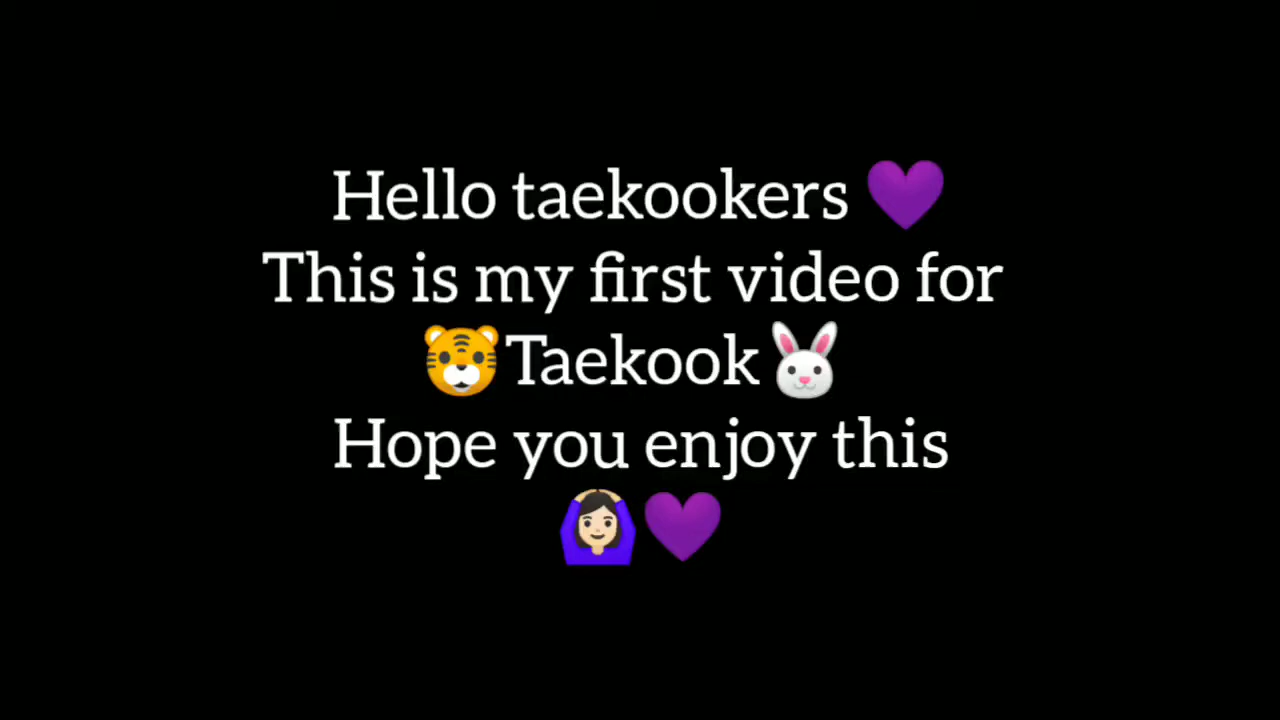 Hello taekookers 💜
This is my first video for
🐯Taekook🐰
Hope you enjoy this
🙆🏻‍♀️💜